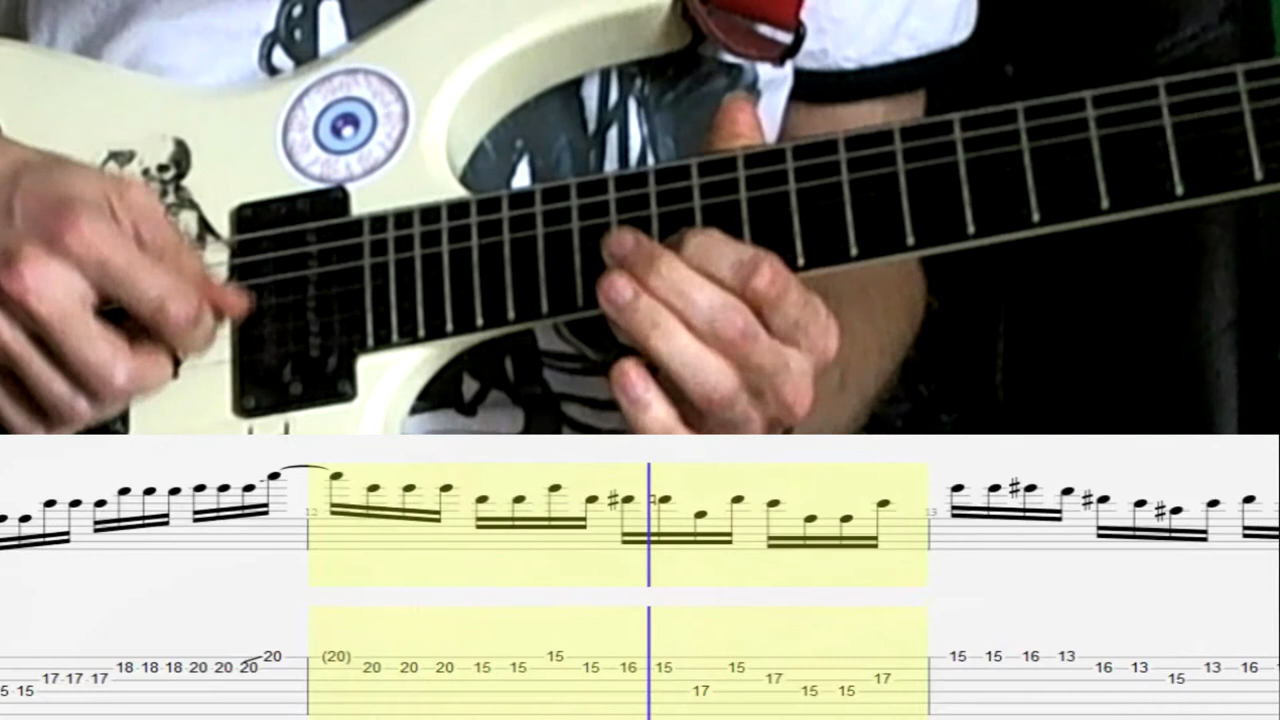 12
13
20 (20) 15 15 15 16 13
18 18 18 20 20 20 20 20 20 15 15 15 16 15 15 16 13 13 16
17 17 17 17 17 15
5 15 17 15 15